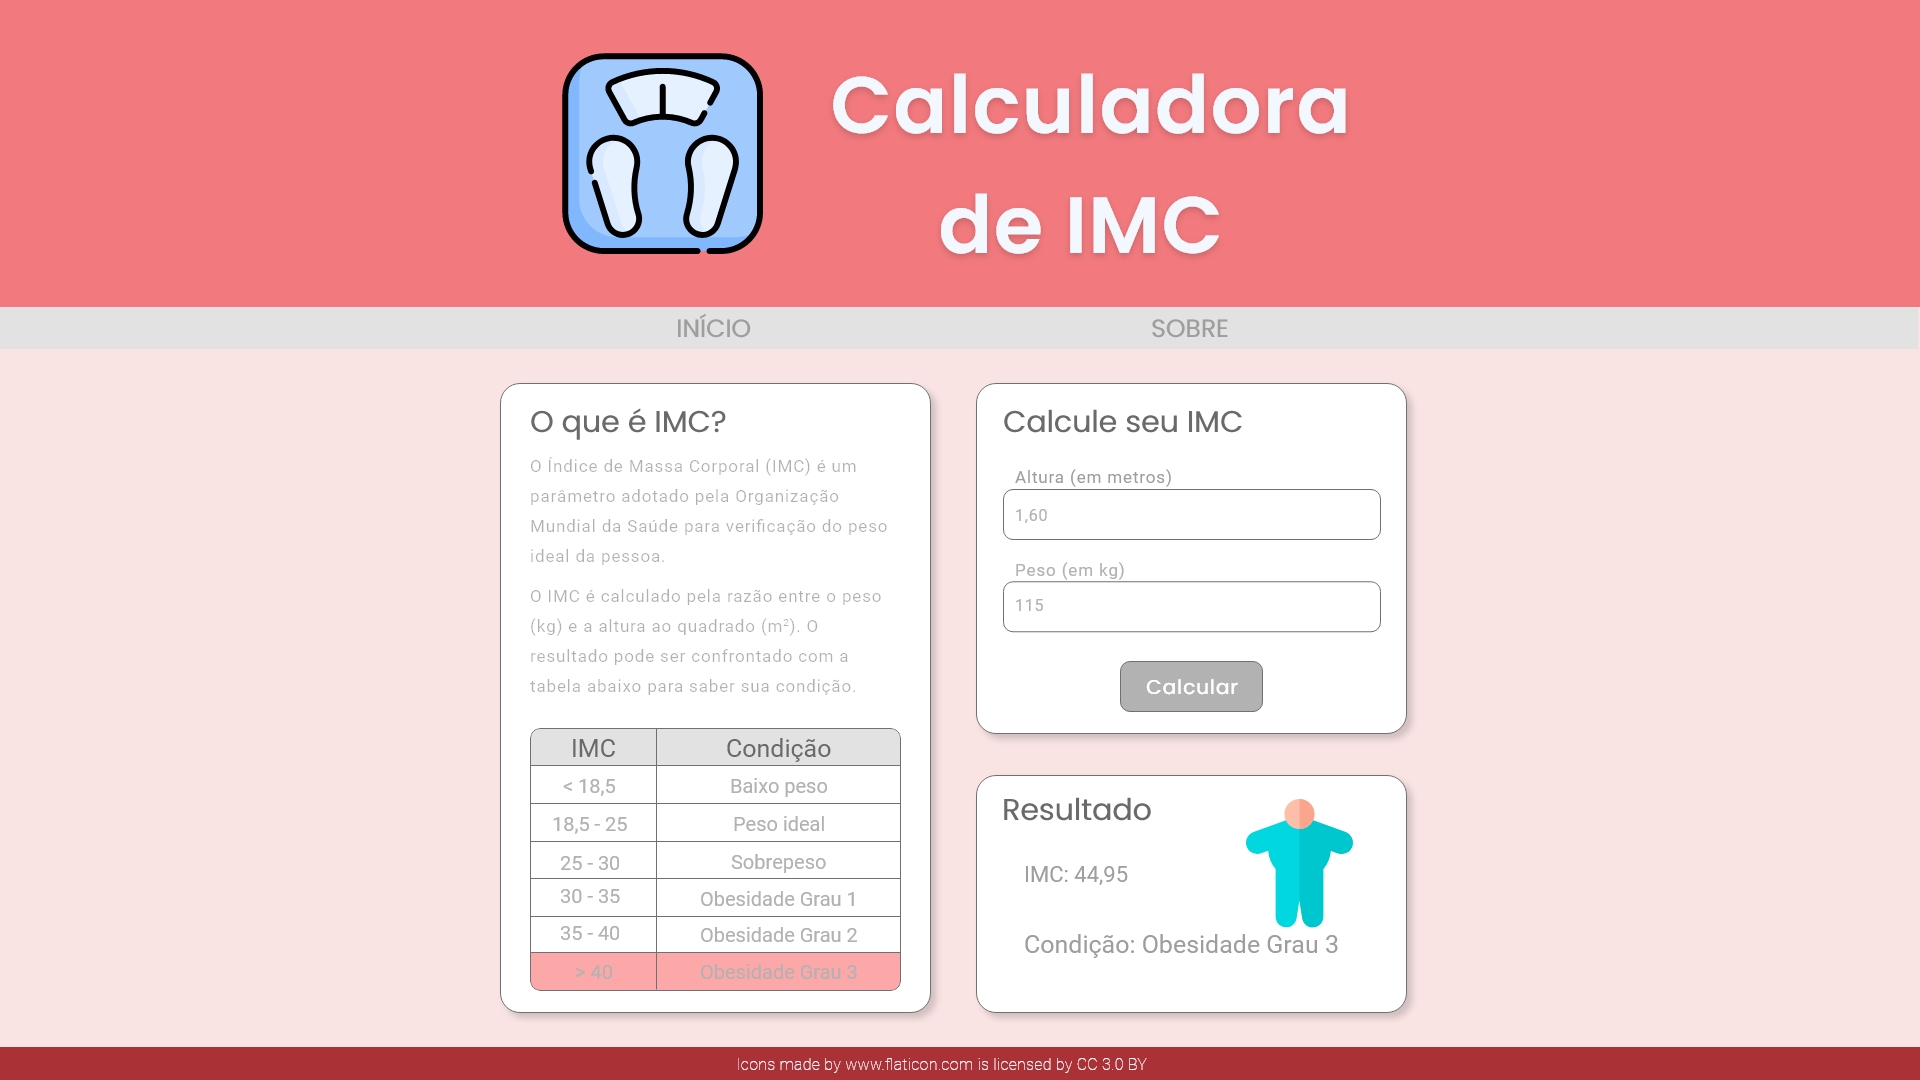 Calculadora
de IMC
INÍCIO
SOBRE
O que é IMC?
O Índice de Massa Corporal (IMC) é um
parâmetro adotado pela Organização
Mundial da Saúde para verificação do peso
ideal da pessoa.
O IMC é calculado pela razão entre o peso
(kg) e a altura ao quadrado (m²). O
resultado pode ser confrontado com a
tabela abaixo para saber sua condição.
IMC Condição
< 18,5 Baixo peso
18,5 - 25 Peso ideal
25 - 30 Sobrepeso
30 - 35 Obesidade Grau 1
35 - 40 Obesidade Grau 2
> 40 Obesidade Grau 3
Calcule seu IMC
Altura (em metros)
1,60
Peso (em kg)
115
Calcular
Resultado
IMC: 44,95
Condição: Obesidade Grau 3
Icons made by www.flaticon.com is licensed by CC 3.0 BY